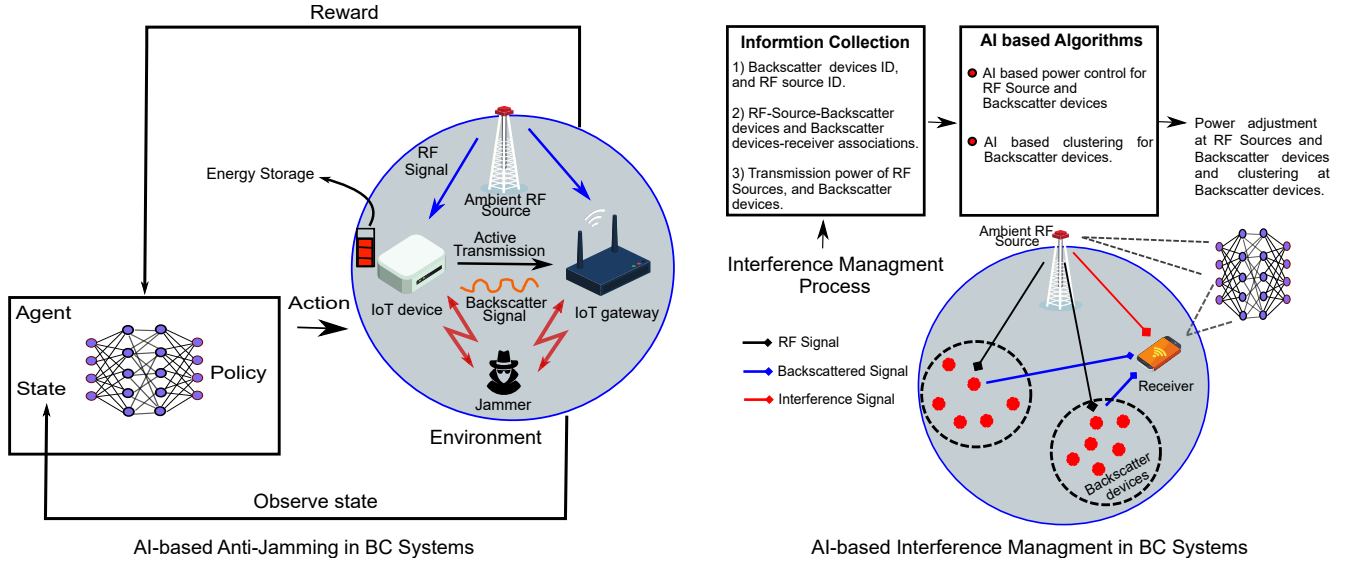 Reward
RF
Signal
Energy Storage
Ambient RF
Source
Active
Transmission
IoT device
Backscatter
Signal
IoT gateway
Jammer
Environment
Action
Agent
State
Policy
Observe state
AI-based Anti-Jamming in BC Systems
Informtion Collection
1) Backscatter devices ID,
and RF source ID.
2) RF-Source-Backscatter
devices and Backscatter
devices-receiver associations.
3) Transmission power of RF
Sources, and Backscatter
devices.
AI based Algorithms
AI based power control for
RF Source and
Backscatter devices
AI based clustering for
Backscatter devices.
Power adjustment
at RF Sources and
Backscatter devices
and clustering at
Backscatter devices.
Interference Managment
Process
Ambient RF
Source
RF Signal
Backscattered Signal
Interference Signal
Receiver
Backscatter
devices
AI-based Interference Managment in BC Systems